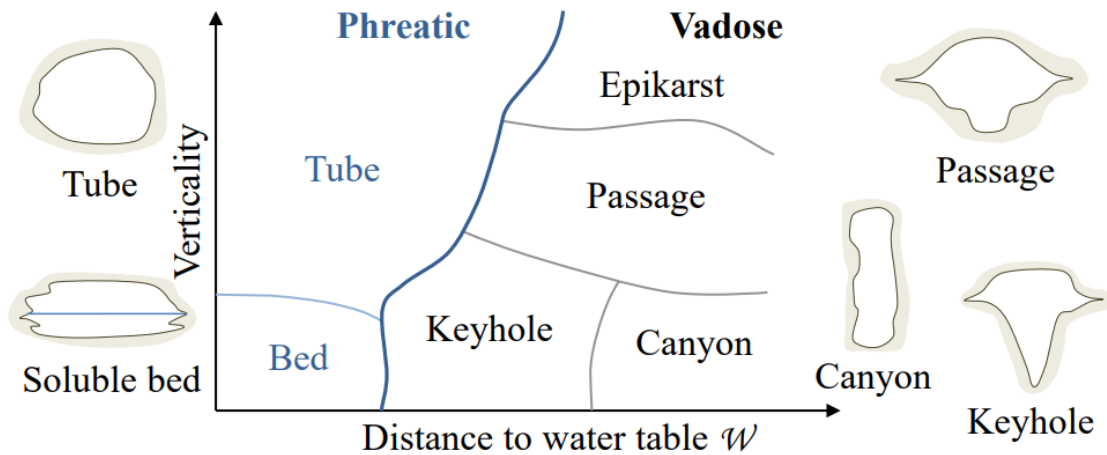 Phreatic
Vadose
Verticality
Epikarst
Tube
Passage
Keyhole
Canyon
Bed
Distance to water table 𝒲
Tube
Soluble bed
Passage
Canyon
Keyhole